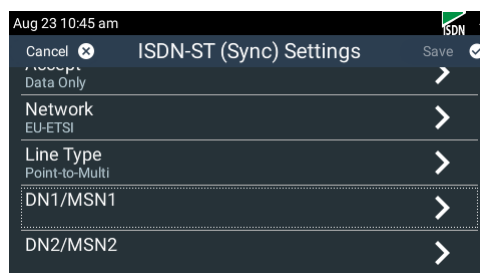 Aug 23 10:45 am
ISDN
Cancel ISDN-ST (Sync) Settings Save
Accept
Data Only
Network
EU-ETSI
Line Type
Point-to-Multi
DN1/MSN1
DN2/MSN2